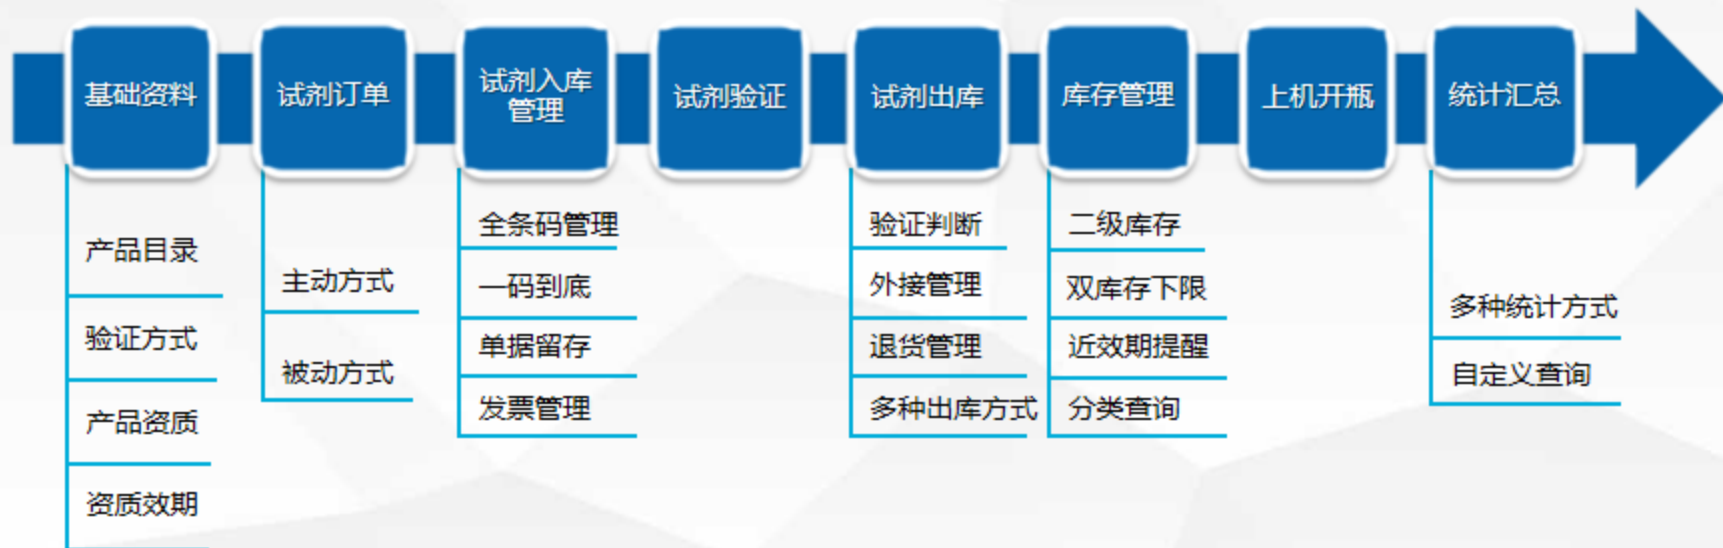 基础资料
试剂订单
试剂入库
管理
试剂验证
试剂出库
库存管理
上机开瓶
统计汇总
产品目录
验证方式
产品资质
资质效期
主动方式
被动方式
全条码管理
一码到底
单据留存
发票管理
验证判断
外接管理
退货管理
多种出库方式
二级库存
双库存下限
近效期提醒
分类查询
多种统计方式
自定义查询